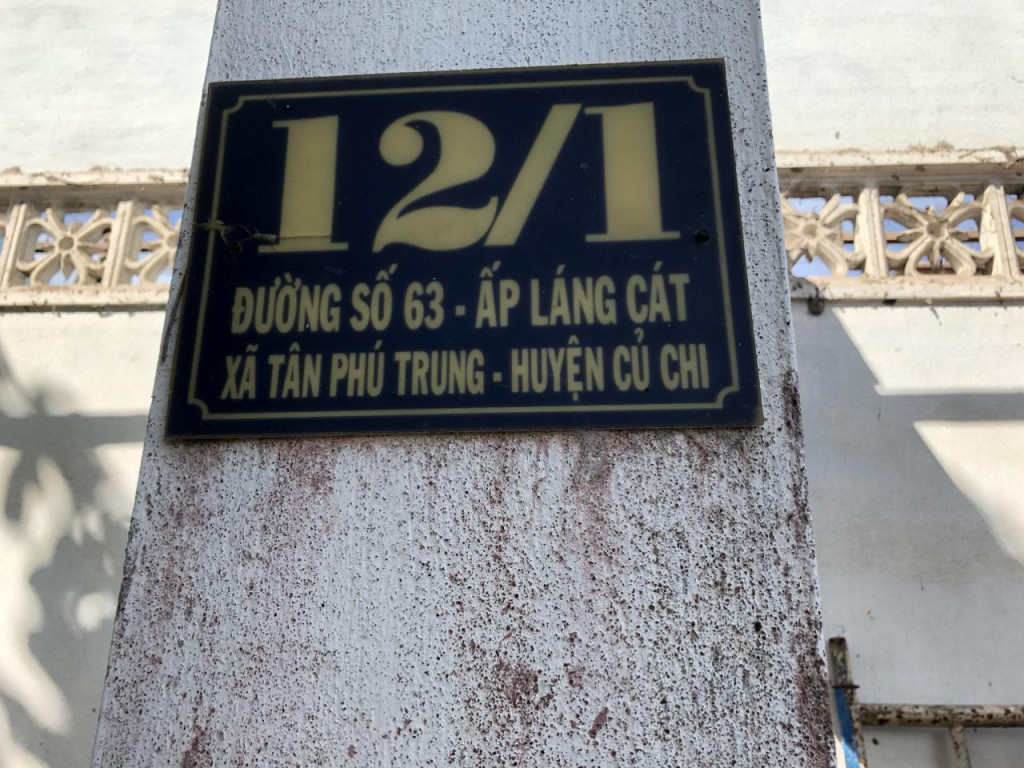 12/1
ĐƯỜNG SỐ 63 - ẤP LÁNG CÁT
XÃ TÂN PHÚ TRUNG - HUYỆN CỦ CHI